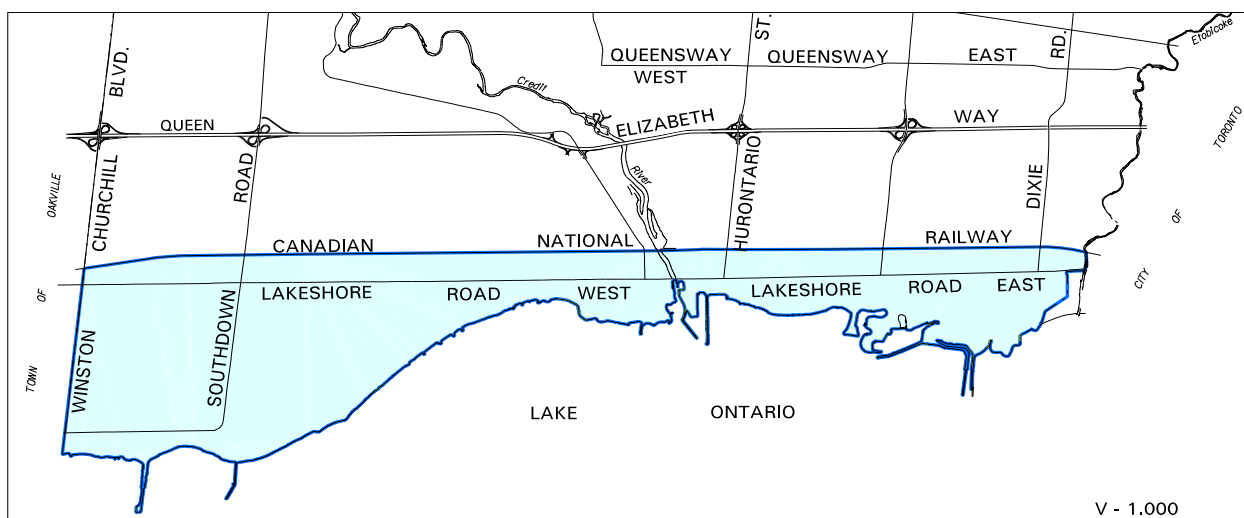 ST.
Etobicoke
QUEENSWAY QUEENSWAY EAST
WEST
RD.
BLVD.
Credit
QUEEN ELIZABETH WAY
TORONTO
OAKVILLE
CHURCHILL
ROAD
River
HURONTARIO
DIXIE
OF
CANADIAN NATIONAL RAILWAY
CITY
OF
LAKESHORE ROAD WEST LAKESHORE ROAD EAST
TOWN
WINSTON
SOUTHDOWN
LAKE ONTARIO
V - 1.000